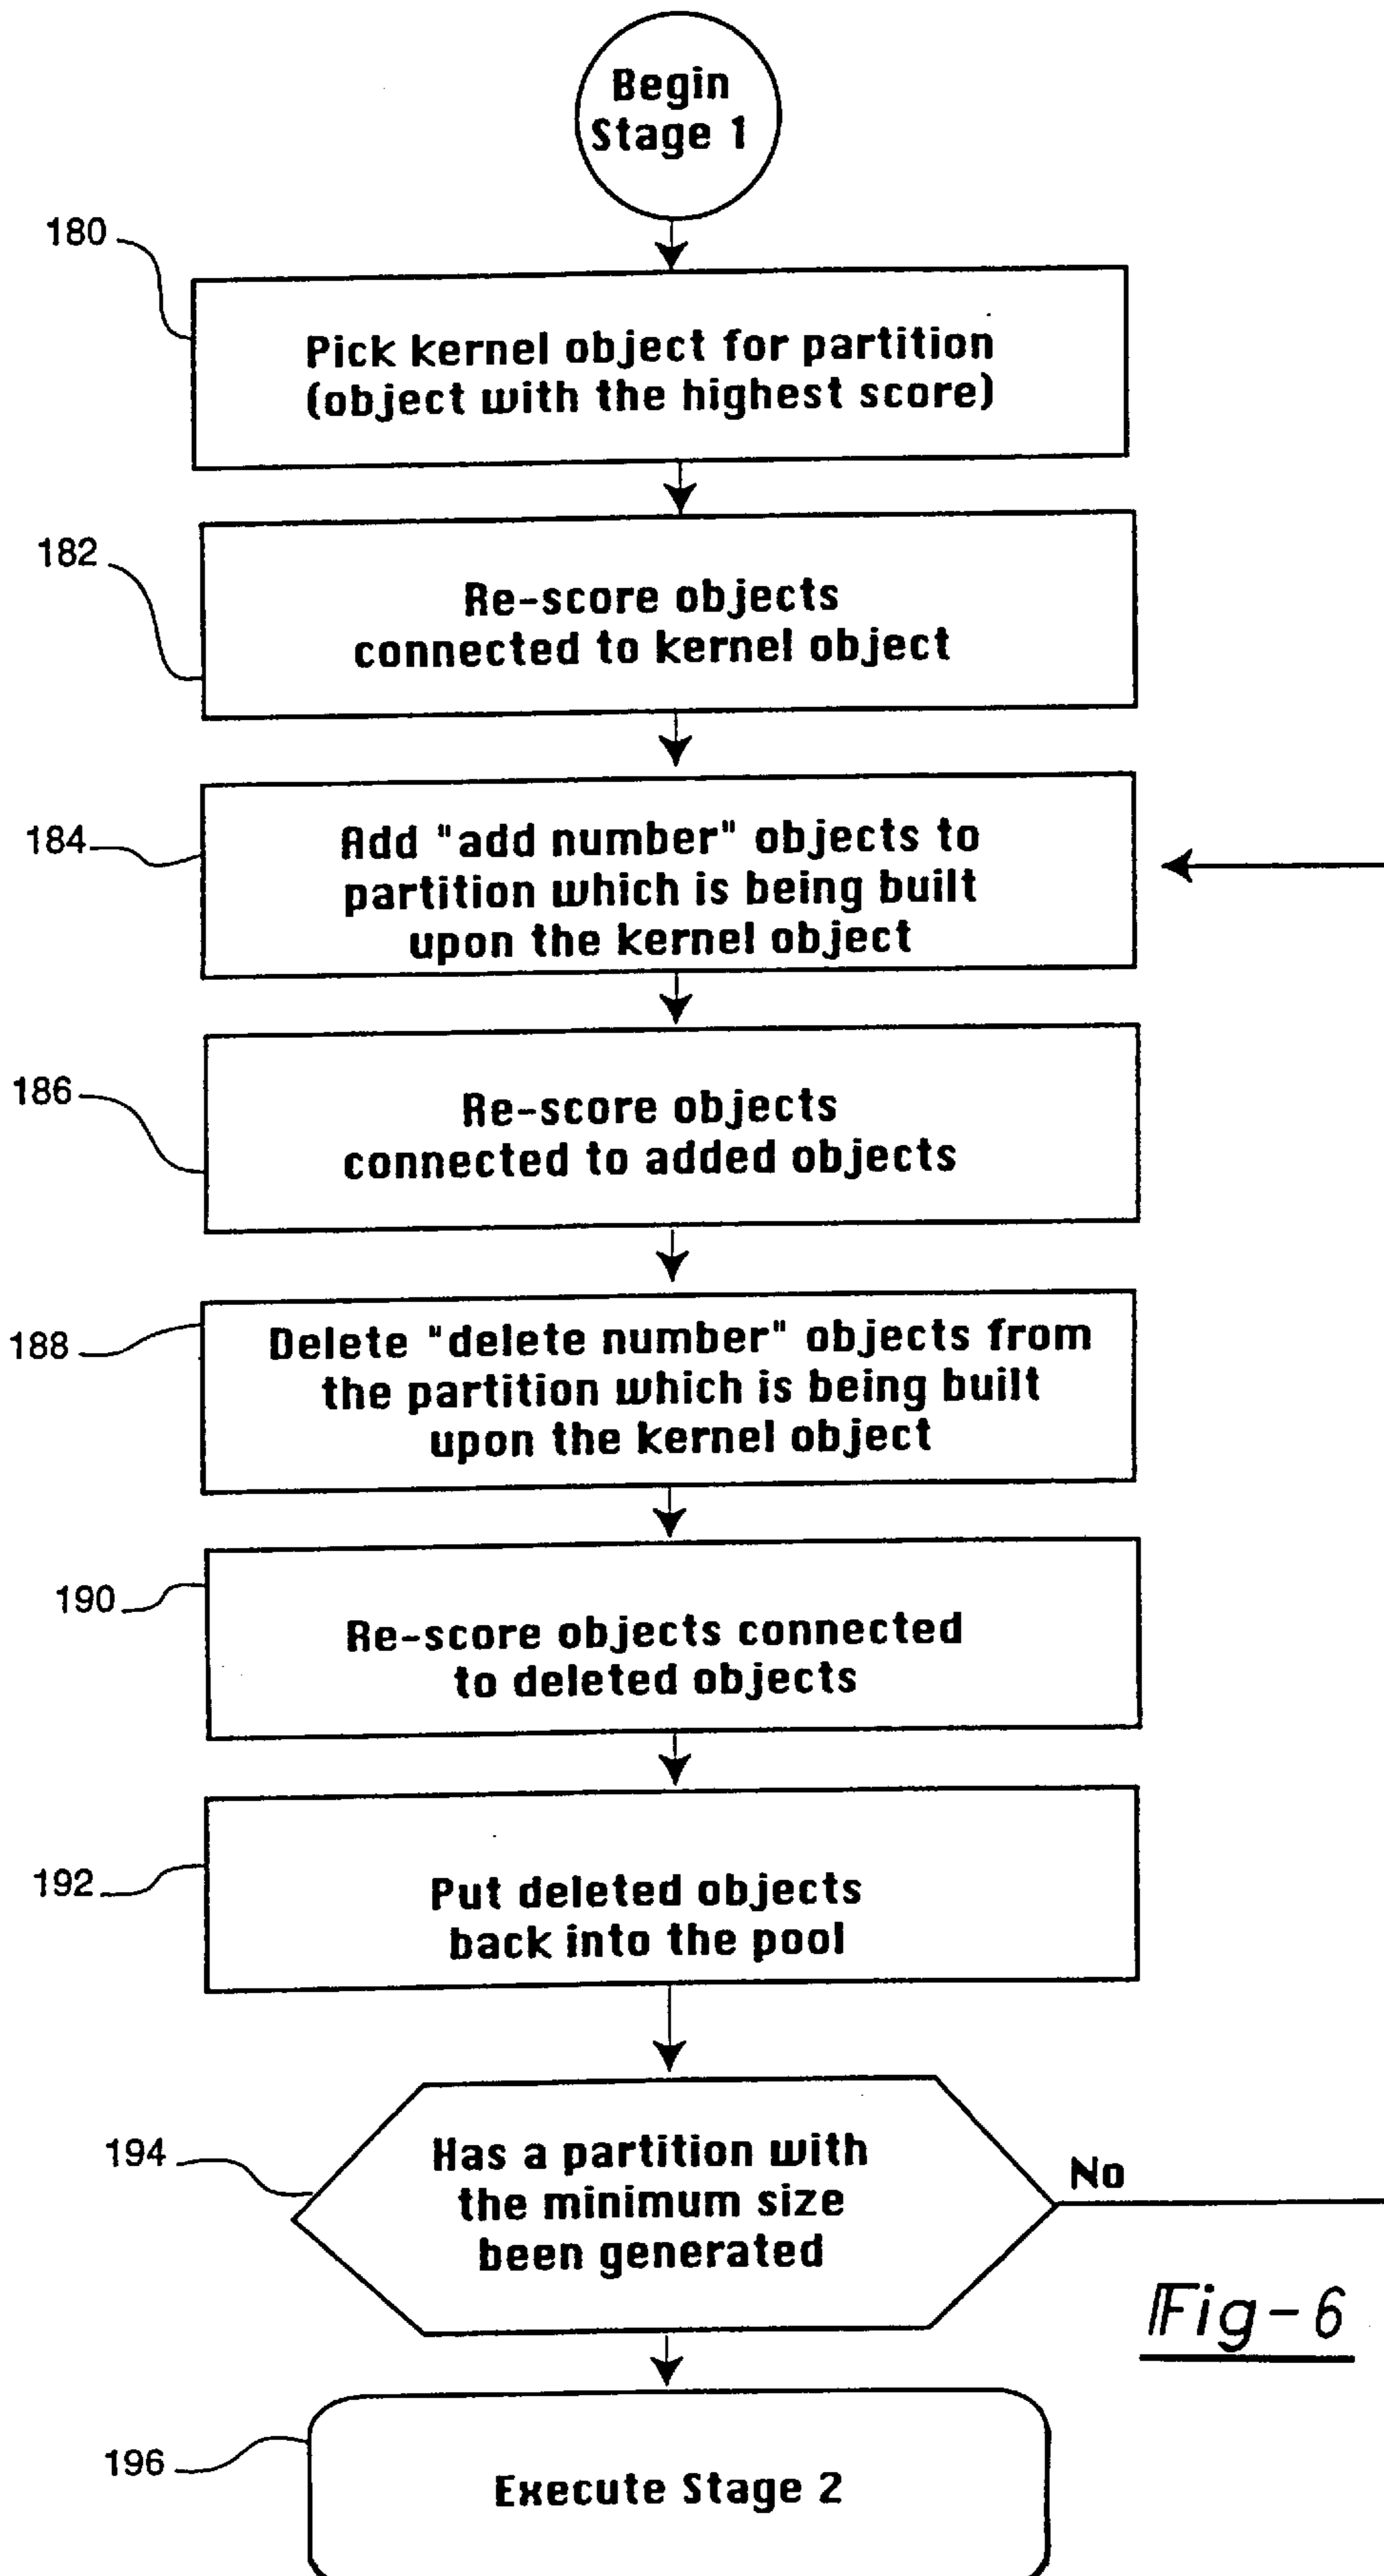 Begin
Stage 1
180
Pick kernel object for partition
(object with the highest score)
182
Re-score objects
connected to kernel object
184
Add "add number" objects to
partition which is being built
upon the kernel object
186
Re-score objects
connected to added objects
188
Delete "delete number" objects from
the partition which is being built
upon the kernel object
190
Re-score objects connected
to deleted objects
192
Put deleted objects
back into the pool
194
Has a partition with
the minimum size
been generated
No
Fig-6
196
Execute Stage 2